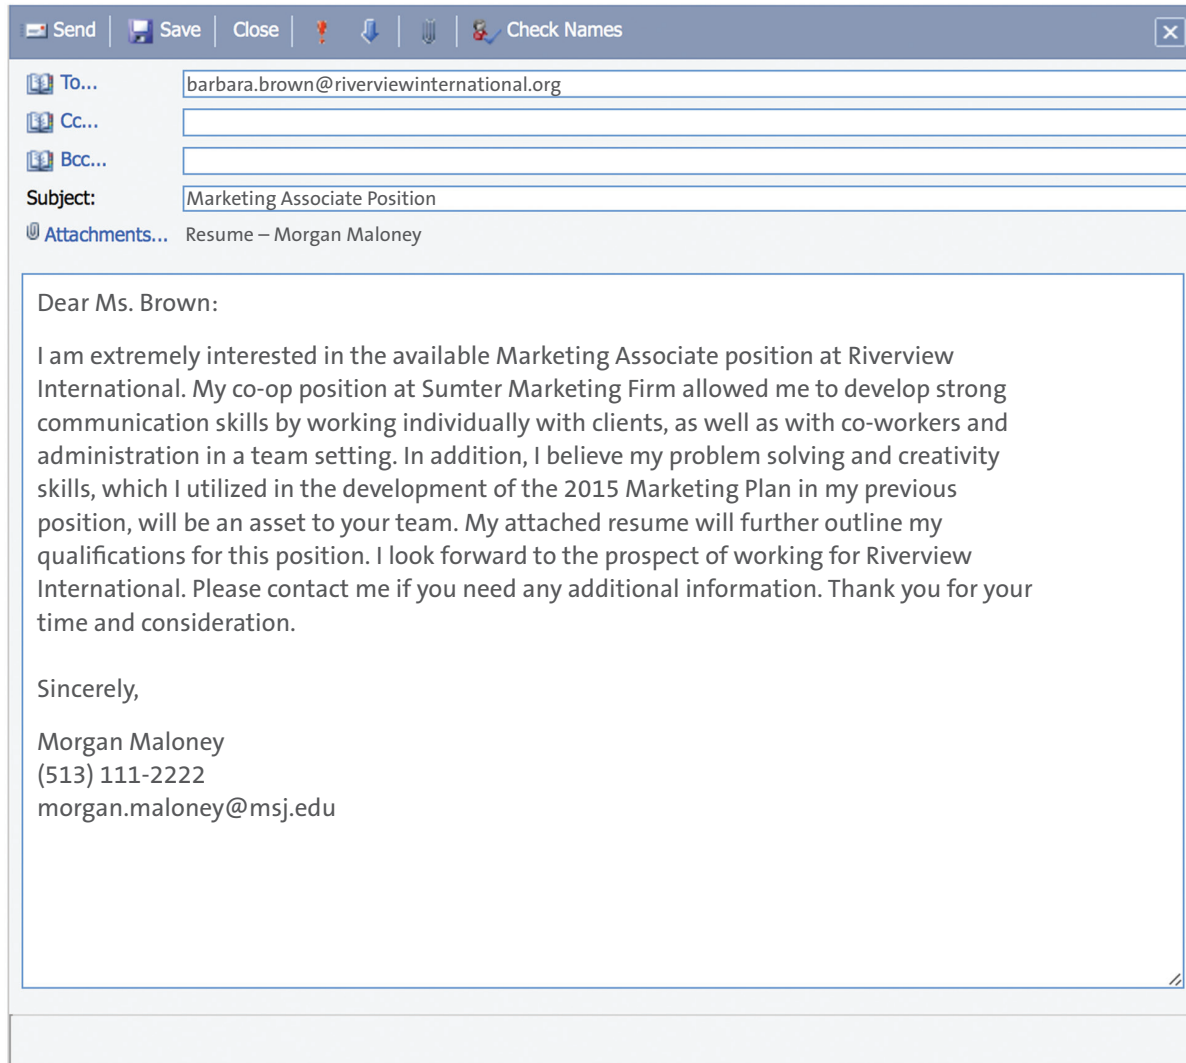 Send Save Close Check Names
To... barbara.brown@riverviewinternational.org
Cc...
Bcc...
Subject: Marketing Associate Position
Attachments... Resume – Morgan Maloney
Dear Ms. Brown:
I am extremely interested in the available Marketing Associate position at Riverview
International. My co-op position at Sumter Marketing Firm allowed me to develop strong
communication skills by working individually with clients, as well as with co-workers and
administration in a team setting. In addition, I believe my problem solving and creativity
skills, which I utilized in the development of the 2015 Marketing Plan in my previous
position, will be an asset to your team. My attached resume will further outline my
qualifications for this position. I look forward to the prospect of working for Riverview
International. Please contact me if you need any additional information. Thank you for your
time and consideration.
Sincerely,
Morgan Maloney
(513) 111-2222
morgan.maloney@msj.edu